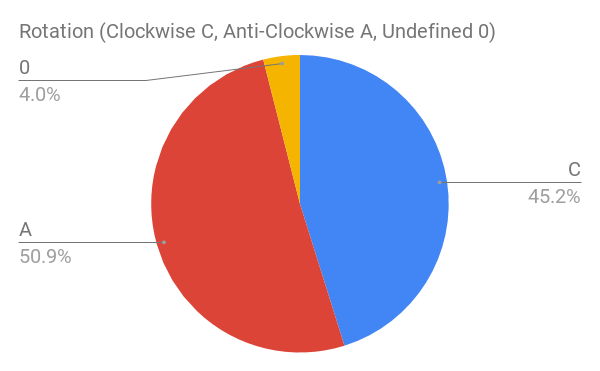 Rotation (Clockwise C, Anti-Clockwise A, Undefined 0)
0
4.0%
C
45.2%
A
50.9%